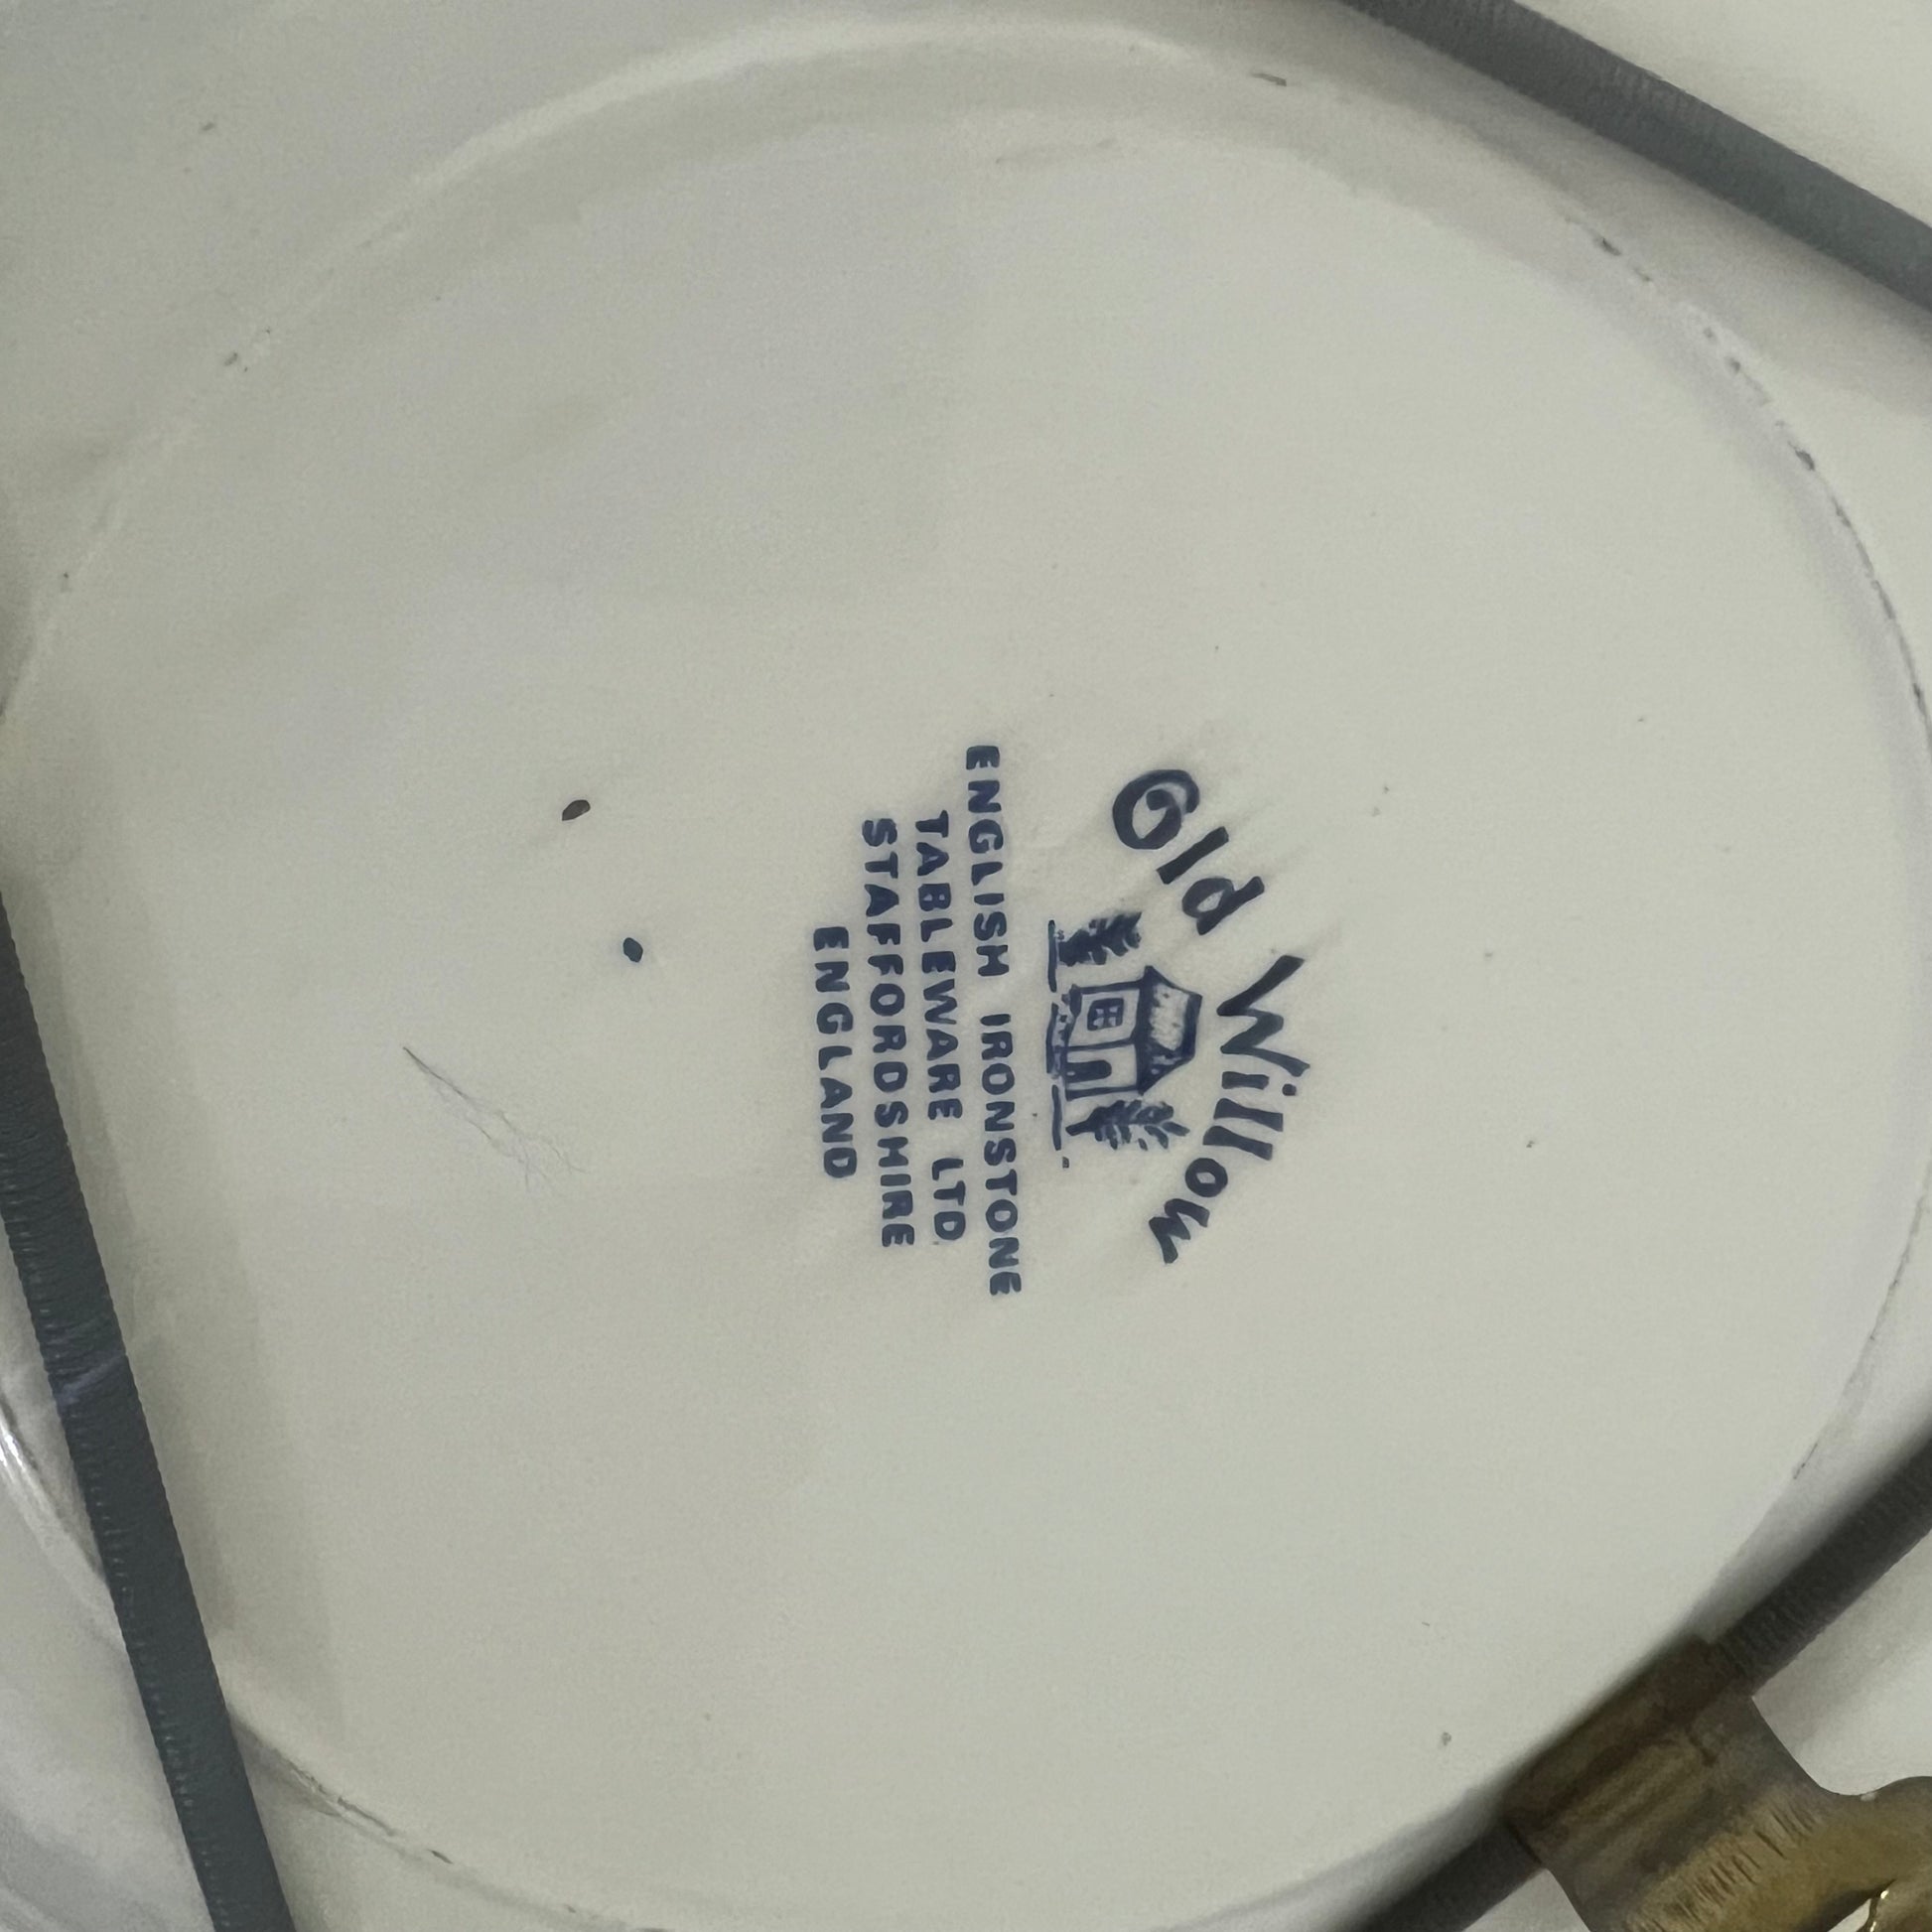 Old Willow
ENGLISH IRONSTONE
TABLEWARE LTD
STAFFORDSHIRE
ENGLAND